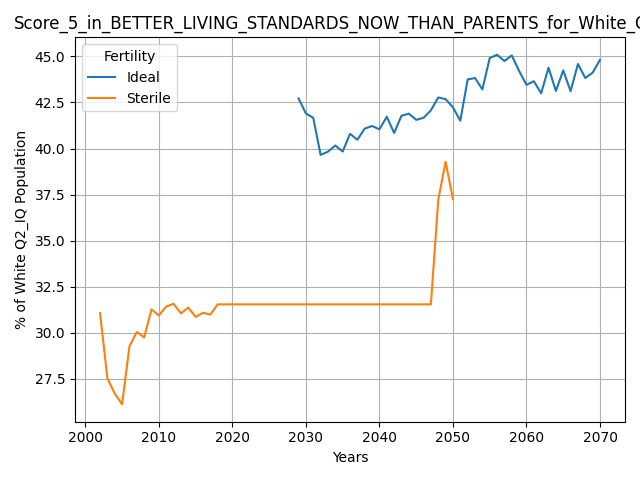 Score_5_in_BETTER_LIVING_STANDARDS_NOW_THAN_PARENTS_for_White_
Fertility
Ideal
Sterile
% of White Q2_IQ Population
45.0
42.5
40.0
37.5
35.0
32.5
30.0
27.5
2000
2010
2020
2030
2040
2050
2060
2070
Years